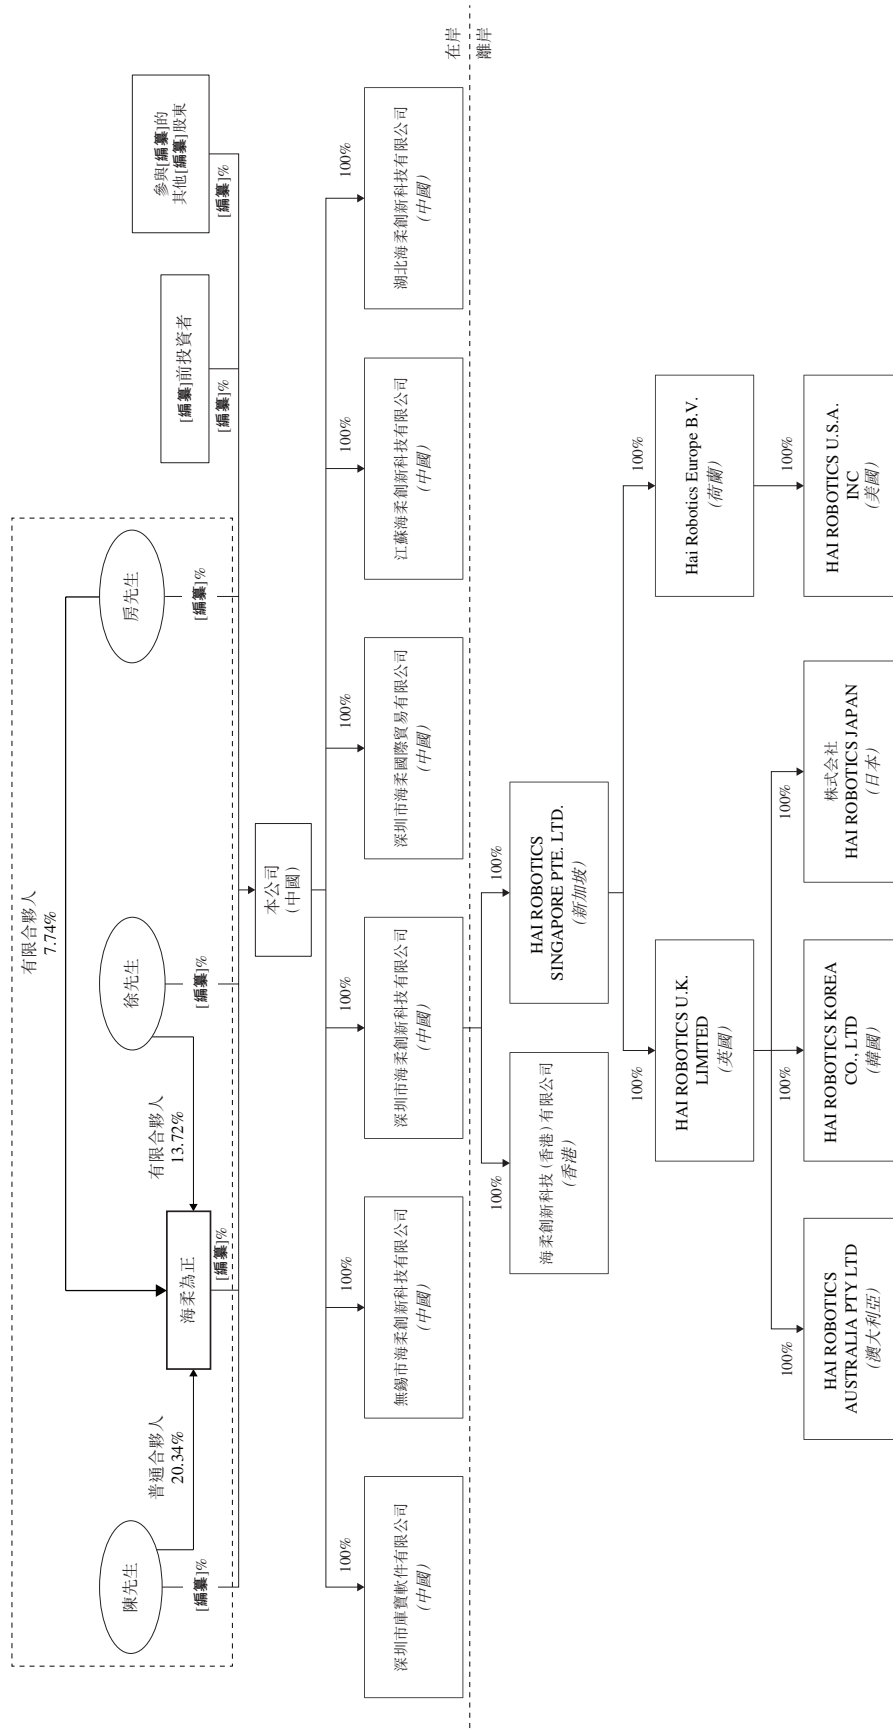 有限合夥人
7.74%
陳先生
普通合夥人
20.34%
海柔為正
有限合夥人
13.72%
徐先生
房先生
[編纂]前投資者
參與[編纂]的
其他[編纂]股東
[編纂]%
[編纂]%
[編纂]%
[編纂]%
[編纂]%
[編纂]%
本公司
(中國)
100%
100%
100%
100%
100%
100%
深圳市庫寶軟件有限公司
(中國)
無錫市海柔創新科技有限公司
(中國)
深圳市海柔創新科技有限公司
(中國)
深圳市海柔國際貿易有限公司
(中國)
江蘇海柔創新科技有限公司
(中國)
湖北海柔創新科技有限公司
(中國)
在岸
離岸
100%
100%
海柔創新科技(香港)有限公司
(香港)
HAI ROBOTICS
SINGAPORE PTE. LTD.
(新加坡)
100%
100%
HAI ROBOTICS U.K.
LIMITED
(英國)
Hai Robotics Europe B.V.
(荷蘭)
100%
100%
100%
100%
HAI ROBOTICS
AUSTRALIA PTY LTD
(澳大利亞)
HAI ROBOTICS KOREA
CO., LTD
(韓國)
株式会社
HAI ROBOTICS JAPAN
(日本)
HAI ROBOTICS U.S.A.
INC
(美國)